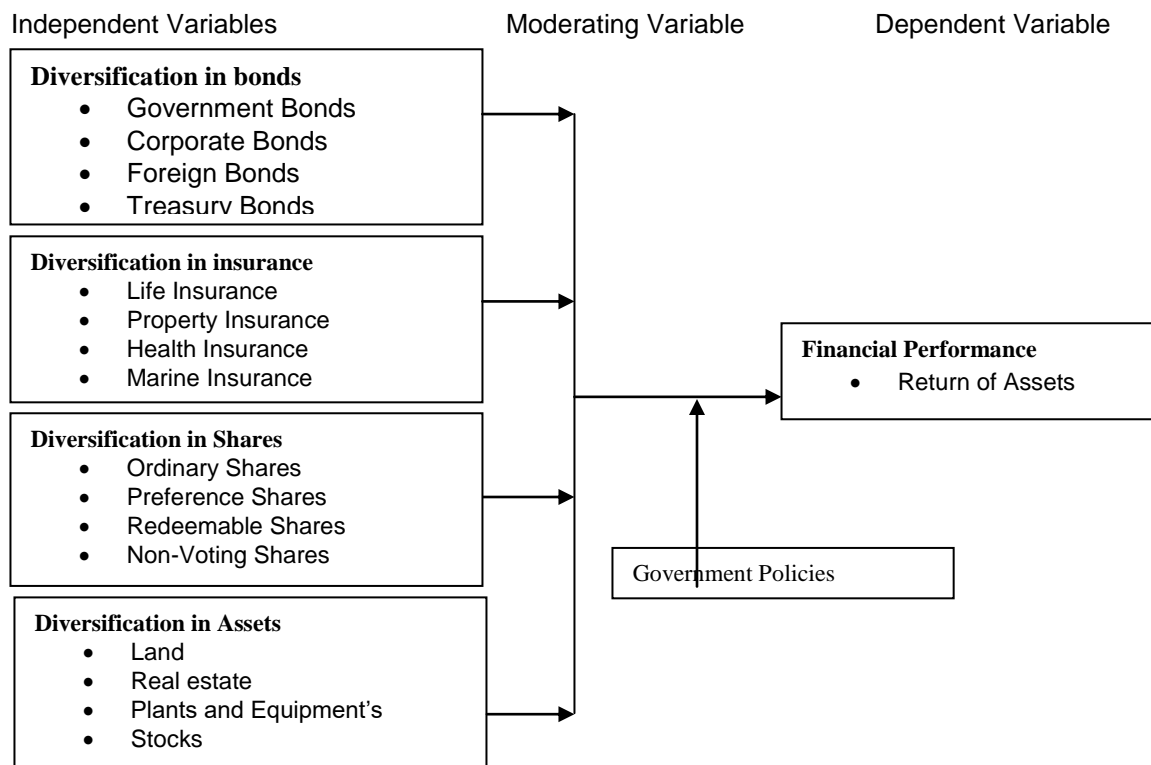 Independent Variables
Moderating Variable
Dependent Variable
Diversification in bonds
• Government Bonds
• Corporate Bonds
• Foreign Bonds
• Treasury Bonds
Diversification in insurance
• Life Insurance
• Property Insurance
• Health Insurance
• Marine Insurance
Diversification in Shares
• Ordinary Shares
• Preference Shares
• Redeemable Shares
• Non-Voting Shares
Diversification in Assets
• Land
• Real estate
• Plants and Equipment's
• Stocks
Government Policies
Financial Performance
• Return of Assets